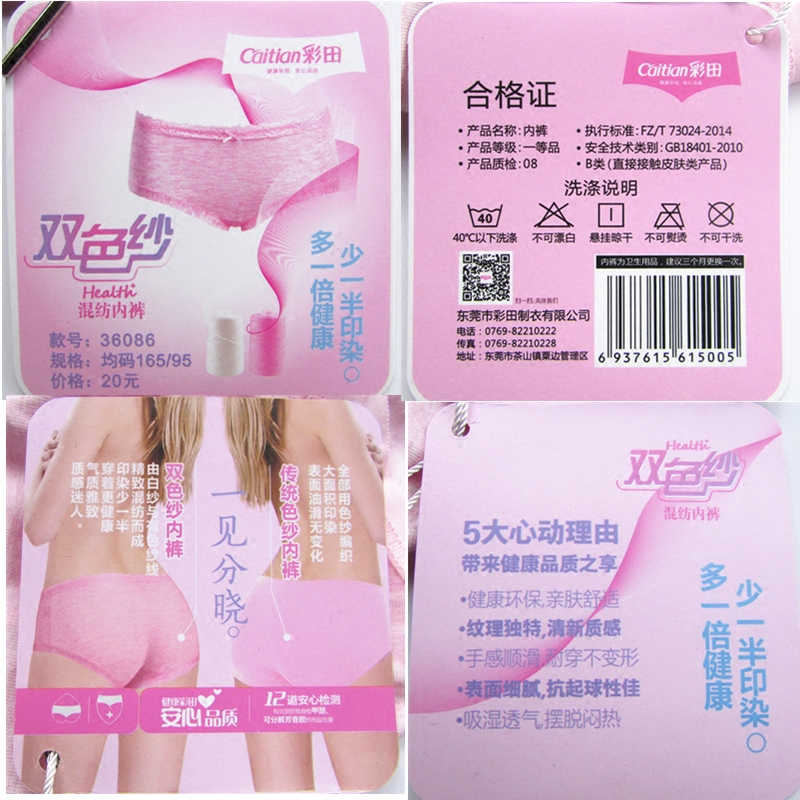 Caitian彩田
健康彩田 安心品质
双色纱
Health
混纺内裤
少一半印染
多一倍健康
款号：36086
规格：均码165/95
价格：20元
Caitian彩田
合格证
•产品名称：内裤
•执行标准：FZ/T 73024-2014
•产品等级：一等品
•安全技术类别：GB18401-2010
•产品质检：08
•B类（直接接触皮肤类产品）
洗涤说明
40
40℃以下洗涤
不可漂白
悬挂晾干
不可熨烫
不可干洗
内裤为卫生用品，建议三个月更换一次。
扫一扫，关注我们
东莞市彩田制衣有限公司
电话：0769-82210222
传真：0769-82210228
地址：东莞市茶山镇粟边管理区
6 937615 615005
一见分晓。
双色纱内裤
由白纱与有色纱线
精致混纺而成
印染少一半
穿着更健康
气质雅致
质感迷人。
传统色纱内裤
全部用色纱编织
大面积印染
表面油滑无变化
健康彩田
安心品质
12道安心检测
Health
双色纱
混纺内裤
5大心动理由
带来健康品质之享
•健康环保,亲肤舒适
•纹理独特,清新质感
•手感顺滑,耐穿不变形
•表面细腻,抗起球性佳
•吸湿透气,摆脱闷热
少一半印染
多一倍健康